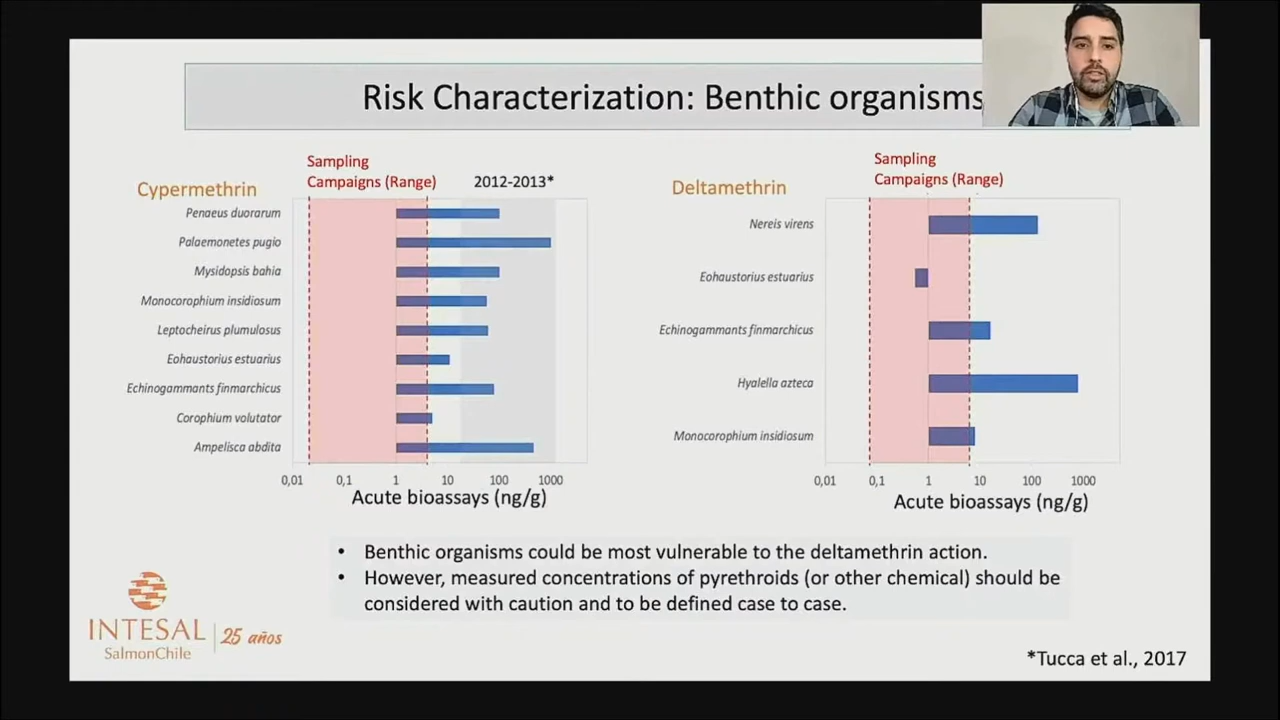 Risk Characterization: Benthic organisms
Sampling
Campaigns (Range)
2012-2013*
Cypermethrin
Penaeus duorarum
Palaemonetes pugio
Mysidopsis bahia
Monocorophium insidiosum
Leptocheirus plumulosus
Eohaustorius estuarius
Echinogammants finmarchicus
Corophium volutator
Ampelisca abdita
0,01 0,1 1 10 100 1000
Acute bioassays (ng/g)
Sampling
Campaigns (Range)
Deltamethrin
Nereis virens
Eohaustorius estuarius
Echinogammants finmarchicus
Hyalella azteca
Monocorophium insidiosum
0,01 0,1 1 10 100 1000
Acute bioassays (ng/g)
• Benthic organisms could be most vulnerable to the deltamethrin action.
• However, measured concentrations of pyrethroids (or other chemical) should be
considered with caution and to be defined case to case.
INTESAL
SalmonChile
25 años
*Tucca et al., 2017